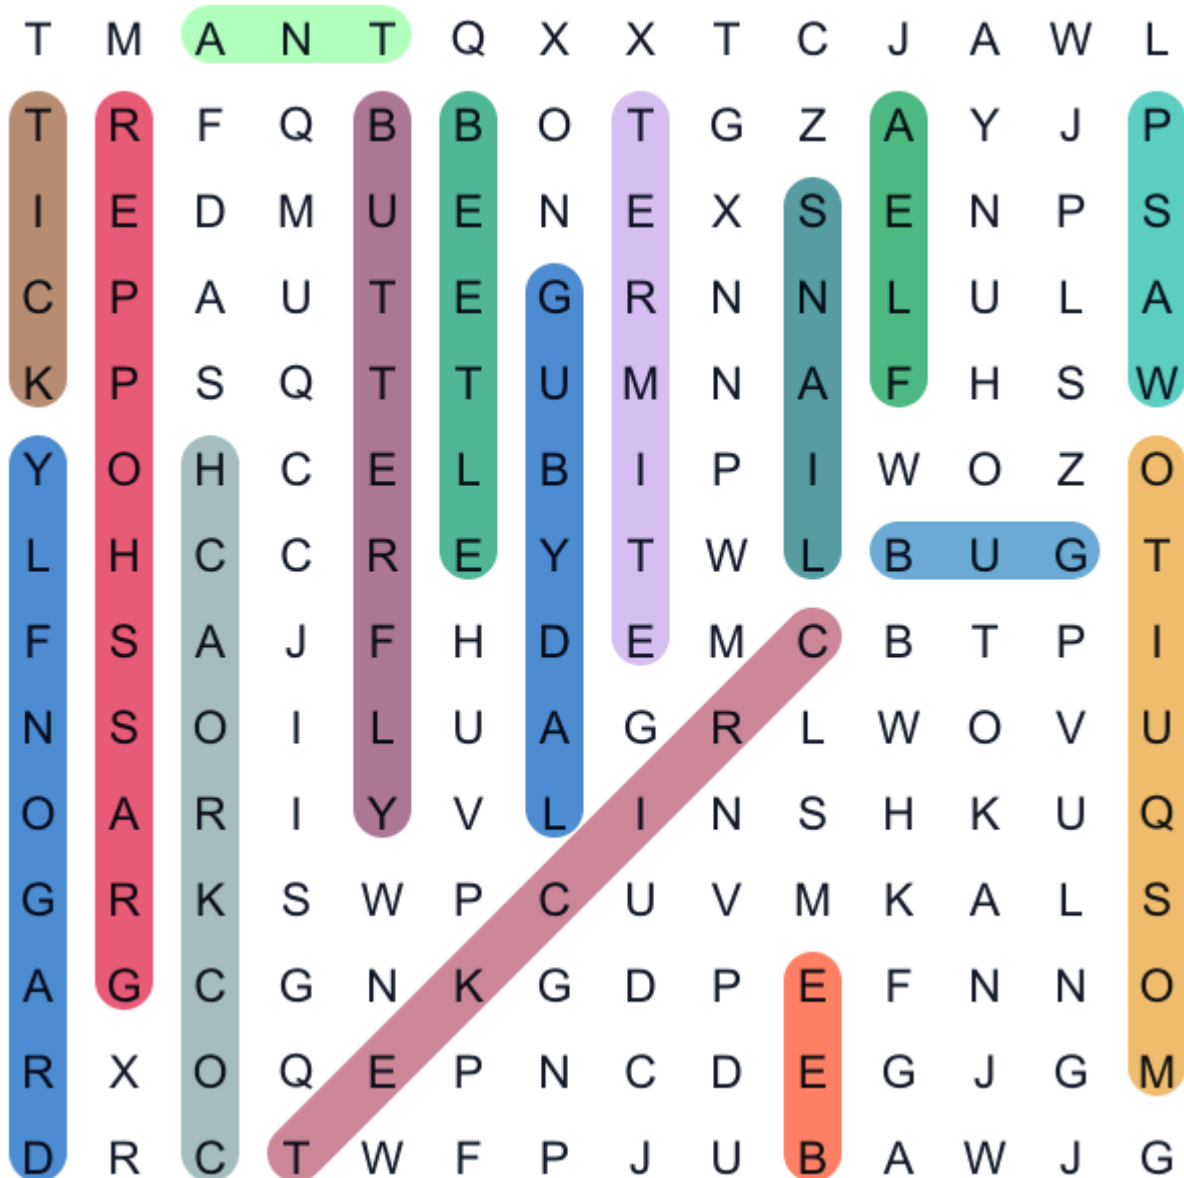 T M A N T Q X X T C J A W L
T R F Q B B O T G Z A Y J P
I E D M U E N E X S E N P S
C P A U T E G R N N L U L A
K P S Q T T U M N A F H S W
Y O H C E L B I P I W O Z O
L H C C R E Y T W L B U G T
F S A J F H D E M C B T P I
N S O I L U A G R L W O V U
O A R I Y V L I N S H K U Q
G R K S W P C U V M K A L S
A G C G N K G D P E F N N O
R X O Q E P N C D E G J G M
D R C T W F P J U B A W J G